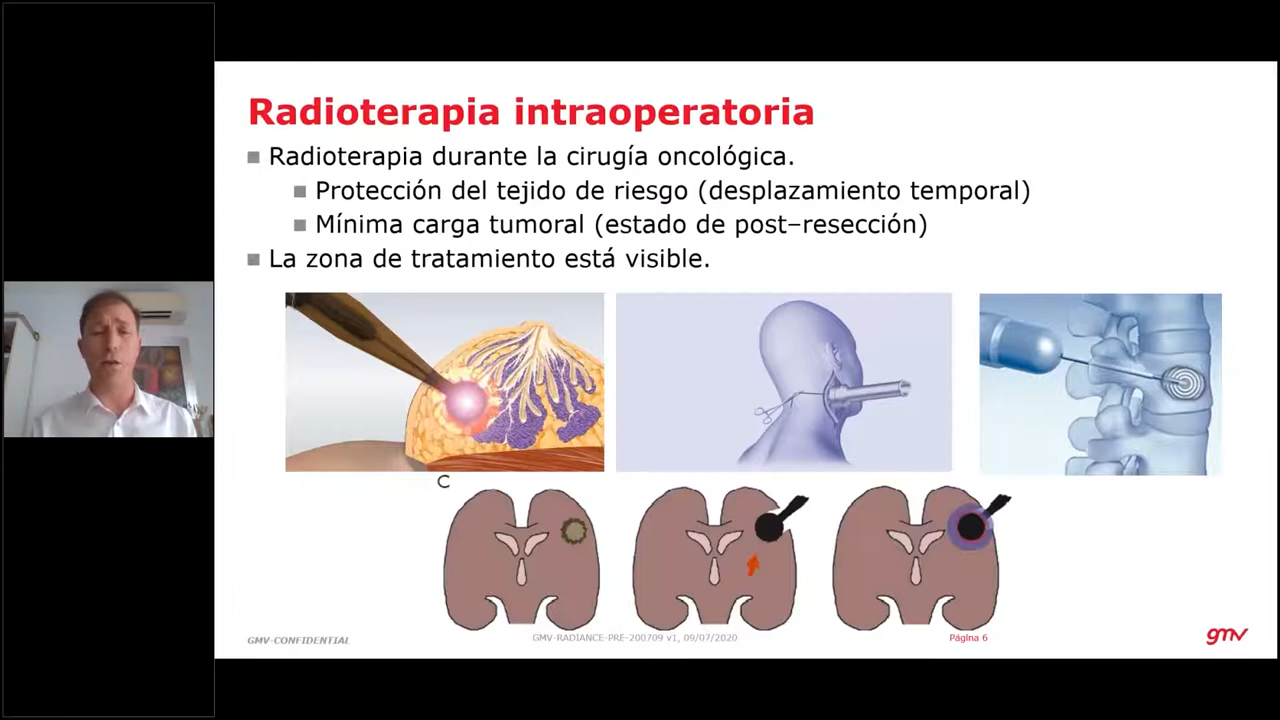 Radioterapia intraoperatoria
Radioterapia durante la cirugía oncológica.
Protección del tejido de riesgo (desplazamiento temporal)
Mínima carga tumoral (estado de post–resección)
La zona de tratamiento está visible.
C
GMV-CONFIDENTIAL
GMV-RADIANCE-PRE-200709 v1, 09/07/2020
Página 6
gmv